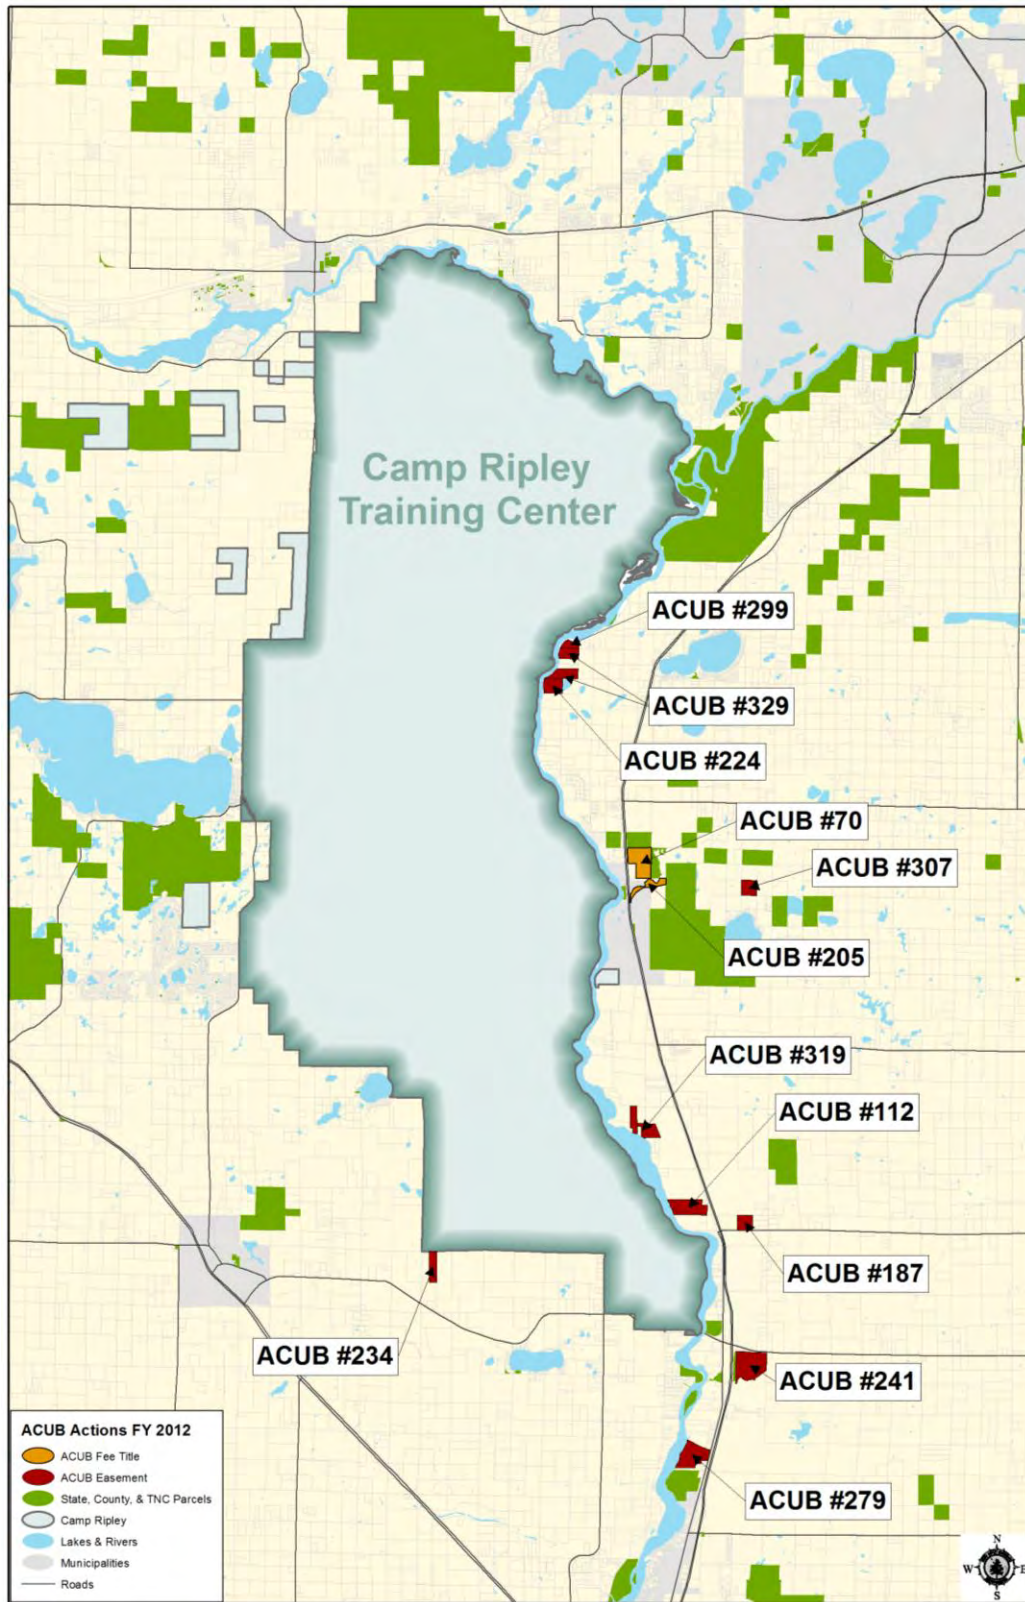 Camp Ripley
Training Center
ACUB #299
ACUB #329
ACUB #224
ACUB #70
ACUB #307
ACUB #205
ACUB #319
ACUB #112
ACUB #187
ACUB #234
ACUB #241
ACUB #279
ACUB Actions FY 2012
ACUB Fee Title
ACUB Easement
State, County, & TNC Parcels
Camp Ripley
Lakes & Rivers
Municipalities
Roads
N
W E
S